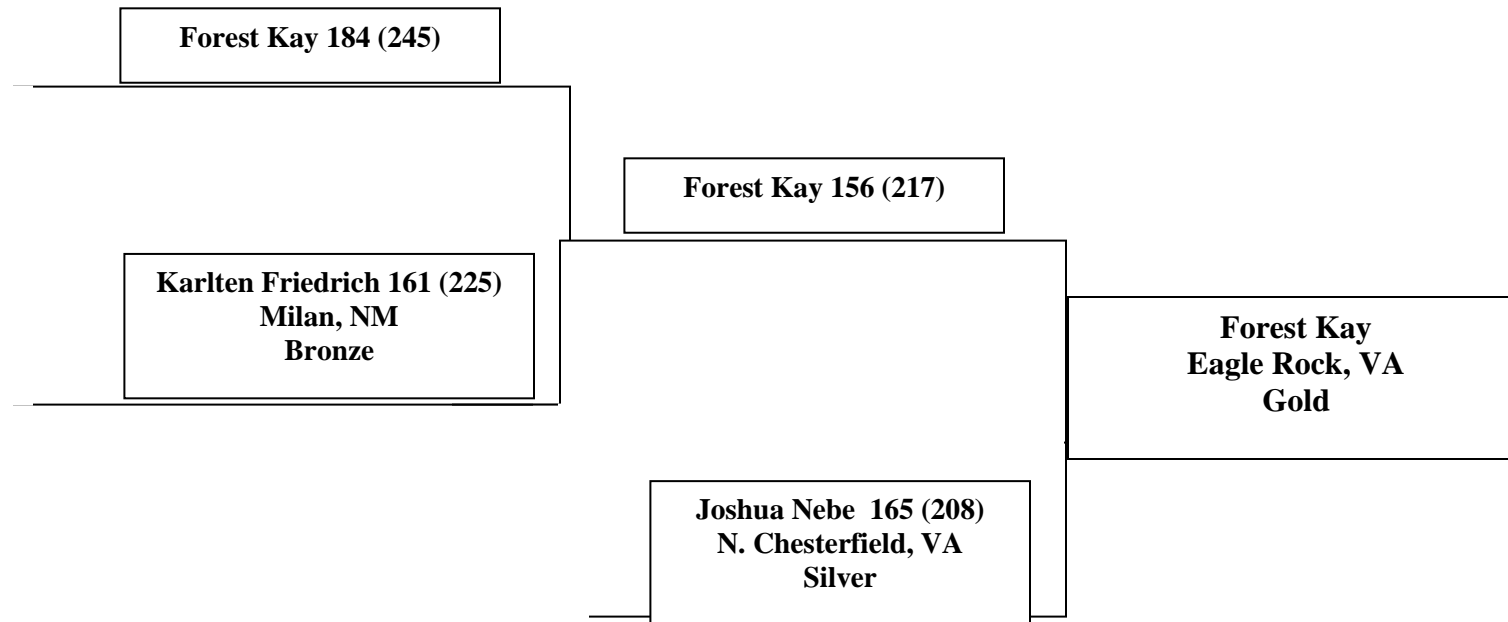 Forest Kay 184 (245)
Forest Kay 156 (217)
Karlten Friedrich 161 (225)
Milan, NM
Bronze
Forest Kay
Eagle Rock, VA
Gold
Joshua Nebe  165 (208)
N. Chesterfield, VA
Silver